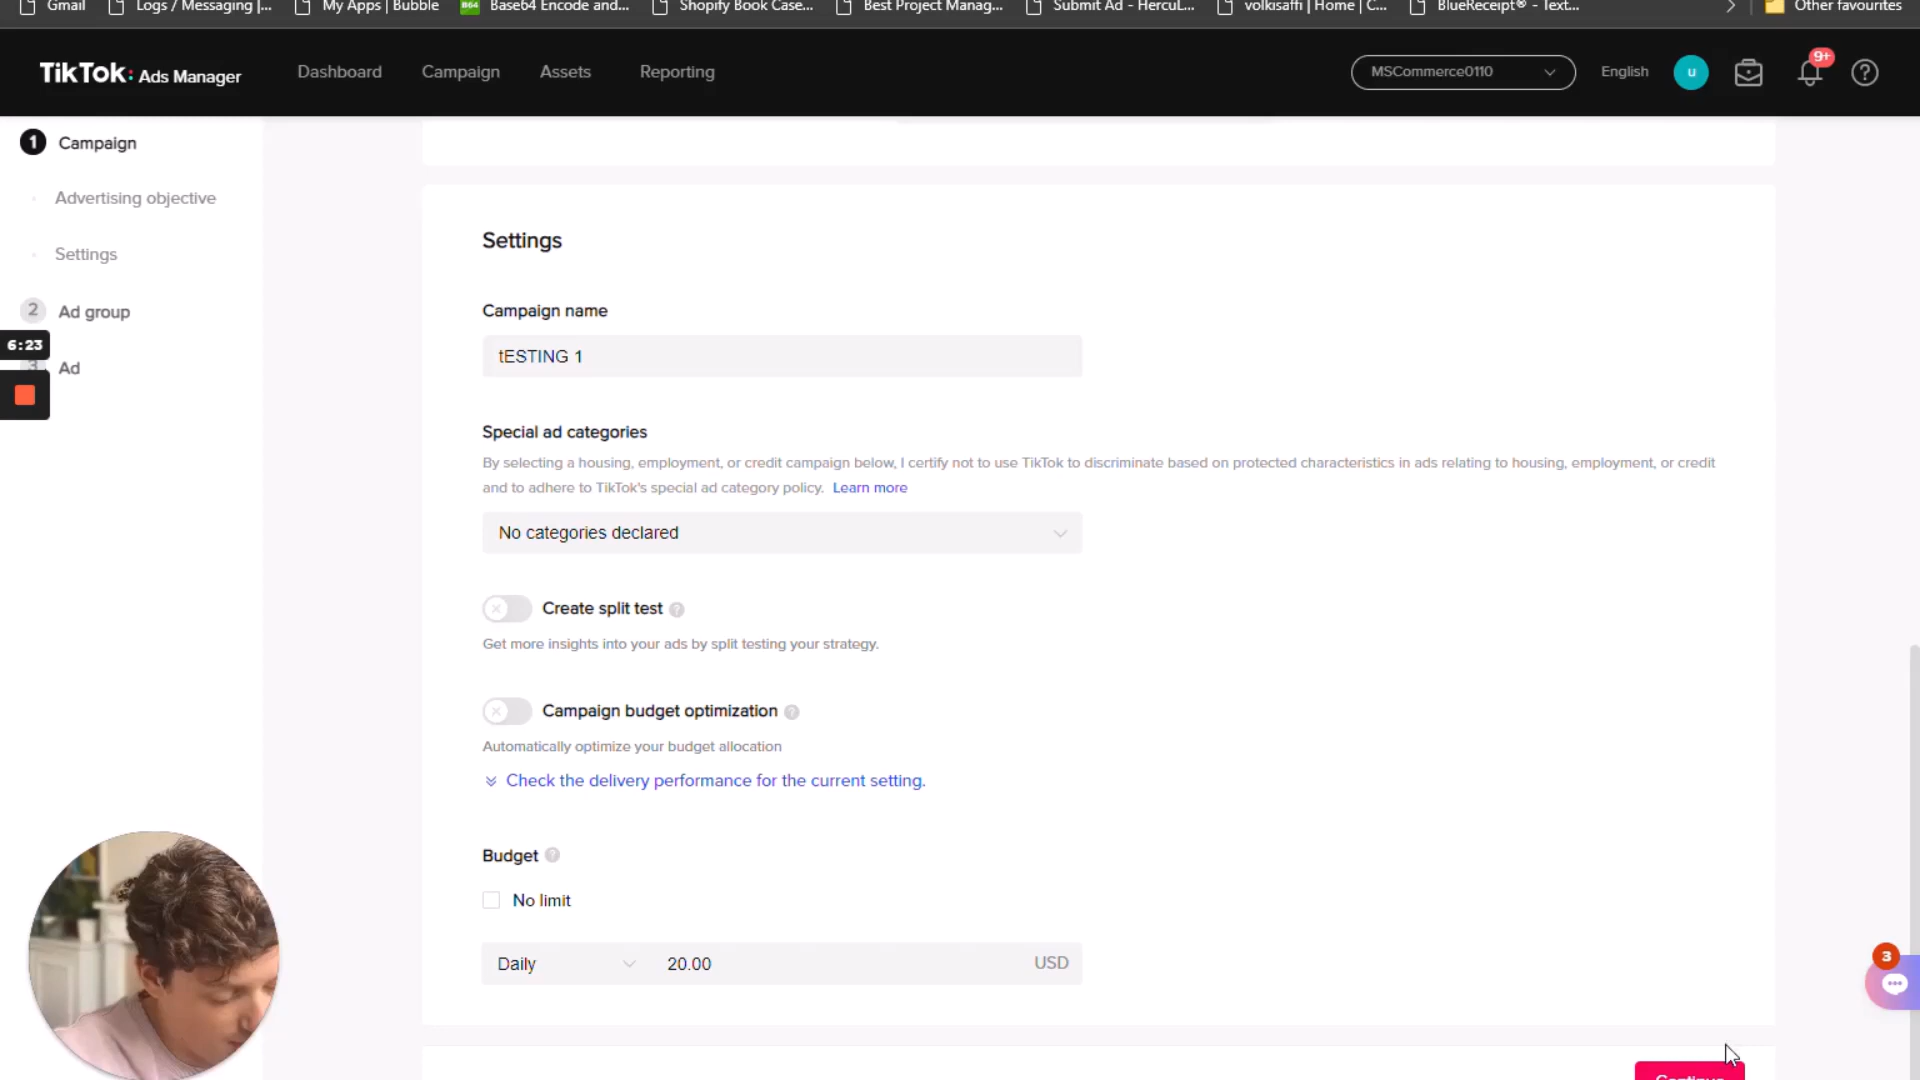 Gmail
Logs / Messaging |...
My Apps | Bubble
B64
Base64 Encode and...
Shopify Book Case...
Best Project Manag...
Submit Ad - HercuL...
volkisaffi | Home | C...
BlueReceipt® - Text...
Other favourites
TikTok: Ads Manager
Dashboard
Campaign
Assets
Reporting
MSCommerce0110
English
u
9+
1 Campaign
Advertising objective
Settings
2 Ad group
6:23
3 Ad
Settings
Campaign name
tESTING 1
Special ad categories
By selecting a housing, employment, or credit campaign below, I certify not to use TikTok to discriminate based on protected characteristics in ads relating to housing, employment, or credit
and to adhere to TikTok's special ad category policy. Learn more
No categories declared
Create split test
Get more insights into your ads by split testing your strategy.
Campaign budget optimization
Automatically optimize your budget allocation
Check the delivery performance for the current setting.
Budget
No limit
Daily
20.00
USD
3
Continue